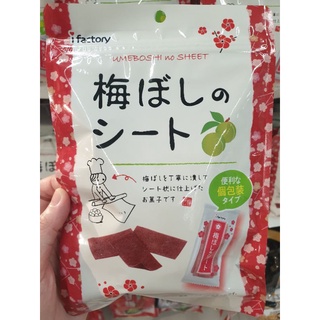 i factory
UMEBOSHI no SHEET
梅ぼしの
シート
梅ぼしを丁寧に漉して
シート状に仕上げた
お菓子です
便利な
個包装
タイプ
梅ぼしシート